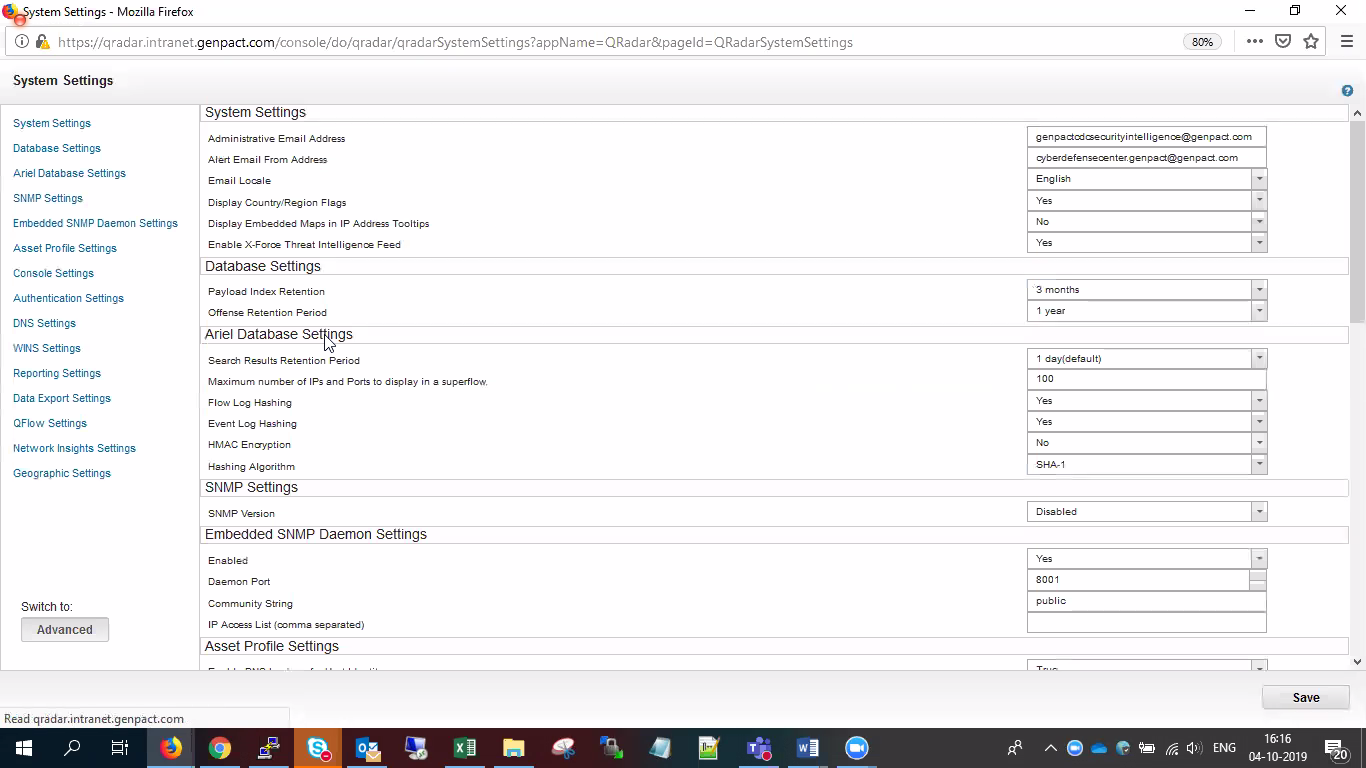 System Settings - Mozilla Firefox
https://qradar.intranet.genpact.com/console/do/qradar/qradarSystemSettings?appName=QRadar&pageId=QRadarSystemSettings
80%
System Settings
System Settings
Database Settings
Ariel Database Settings
SNMP Settings
Embedded SNMP Daemon Settings
Asset Profile Settings
Console Settings
Authentication Settings
DNS Settings
WINS Settings
Reporting Settings
Data Export Settings
QFlow Settings
Network Insights Settings
Geographic Settings
Switch to:
Advanced
System Settings
Administrative Email Address genpactcdcsecurityintelligence@genpact.com
Alert Email From Address cyberdefensecenter.genpact@genpact.com
Email Locale English
Display Country/Region Flags Yes
Display Embedded Maps in IP Address Tooltips No
Enable X-Force Threat Intelligence Feed Yes
Database Settings
Payload Index Retention 3 months
Offense Retention Period 1 year
Ariel Database Settings
Search Results Retention Period 1 day(default)
Maximum number of IPs and Ports to display in a superflow. 100
Flow Log Hashing Yes
Event Log Hashing Yes
HMAC Encryption No
Hashing Algorithm SHA-1
SNMP Settings
SNMP Version Disabled
Embedded SNMP Daemon Settings
Enabled Yes
Daemon Port 8001
Community String public
IP Access List (comma separated)
Asset Profile Settings
Save
Read qradar.intranet.genpact.com
ENG
16:16
04-10-2019
20